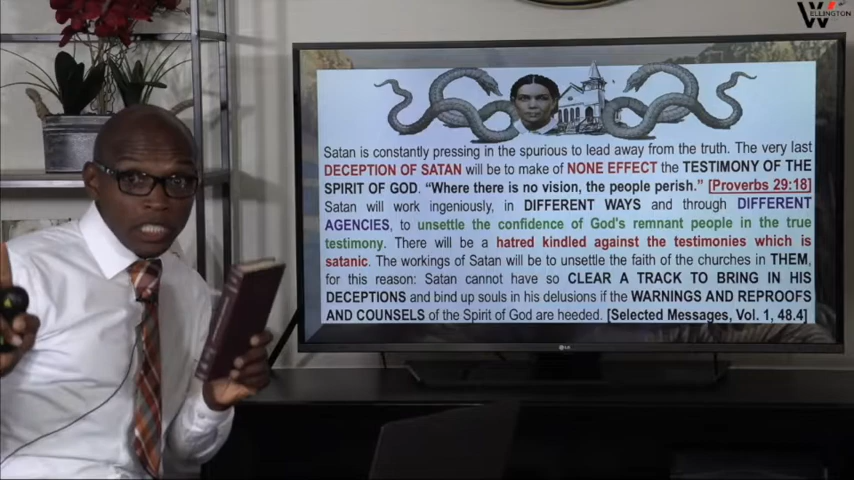 WELLINGTON
Satan is constantly pressing in the spurious to lead away from the truth. The very last
DECEPTION OF SATAN will be to make of NONE EFFECT the TESTIMONY OF THE
SPIRIT OF GOD. “Where there is no vision, the people perish.” [Proverbs 29:18]
Satan will work ingeniously, in DIFFERENT WAYS and through DIFFERENT
AGENCIES, to unsettle the confidence of God's remnant people in the true
testimony. There will be a hatred kindled against the testimonies which is
satanic. The workings of Satan will be to unsettle the faith of the churches in THEM,
for this reason: Satan cannot have so CLEAR A TRACK TO BRING IN HIS
DECEPTIONS and bind up souls in his delusions if the WARNINGS AND REPROOFS
AND COUNSELS of the Spirit of God are heeded. [Selected Messages, Vol. 1, 48.4]
LG